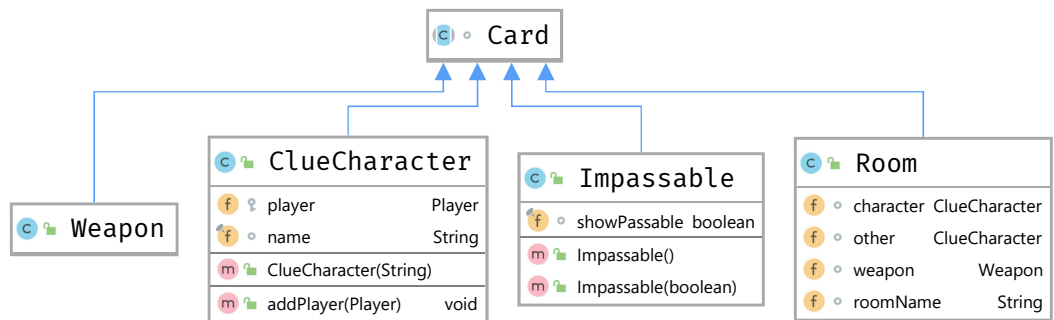 C Card
C Weapon
C ClueCharacter
f player Player
f name String
m ClueCharacter(String)
m addPlayer(Player) void
C Impassable
f showPassable boolean
m Impassable()
m Impassable(boolean)
C Room
f character ClueCharacter
f other ClueCharacter
f weapon Weapon
f roomName String